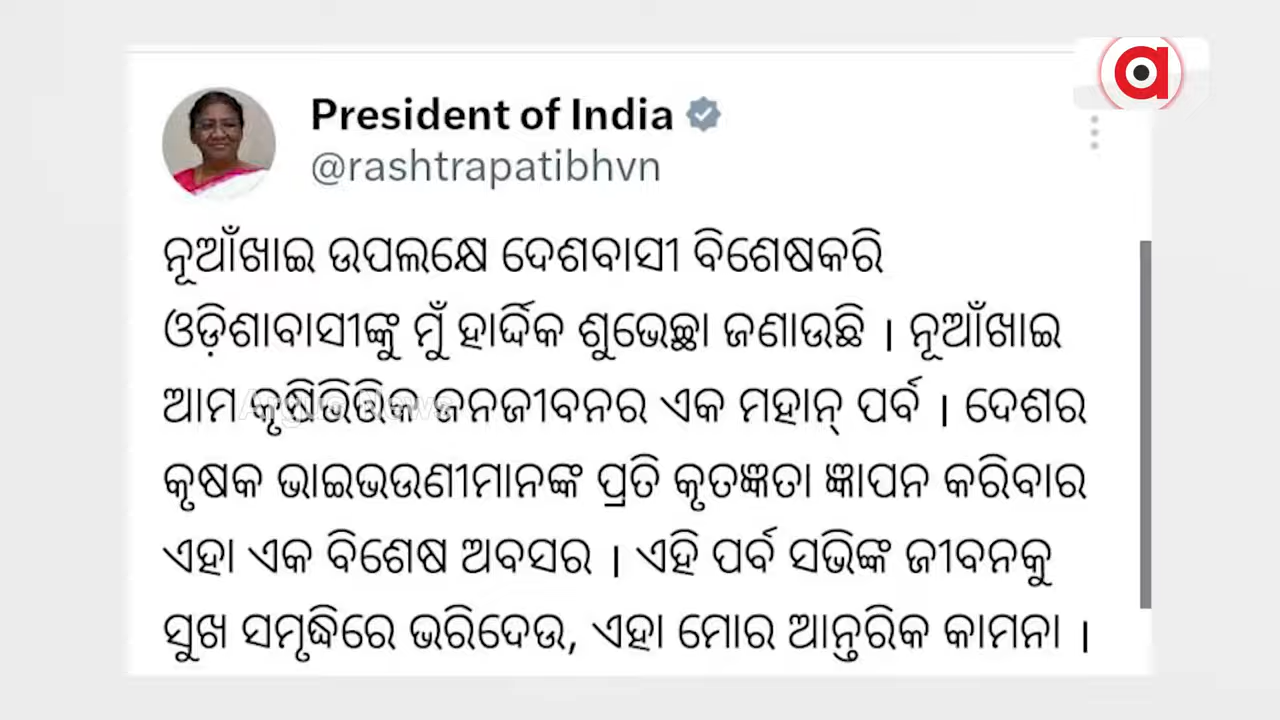 President of India
@rashtrapatibhvn
ନୂଆଁଖାଇ ଉପଲକ୍ଷେ ଦେଶବାସୀ ବିଶେଷକରି
ଓଡ଼ିଶାବାସୀଙ୍କୁ ମୁଁ ହାର୍ଦ୍ଦିକ ଶୁଭେଚ୍ଛା ଜଣାଉଛି । ନୂଆଁଖାଇ
ଆମ କୃଷିଭିତ୍ତିକ ଜନଜୀବନର ଏକ ମହାନ୍ ପର୍ବ । ଦେଶର
Argus News
କୃଷକ ଭାଇଭଉଣୀମାନଙ୍କ ପ୍ରତି କୃତଜ୍ଞତା ଜ୍ଞାପନ କରିବାର
ଏହା ଏକ ବିଶେଷ ଅବସର । ଏହି ପର୍ବ ସଭିଙ୍କ ଜୀବନକୁ
ସୁଖ ସମୃଦ୍ଧିରେ ଭରିଦେଉ, ଏହା ମୋର ଆନ୍ତରିକ କାମନା ।